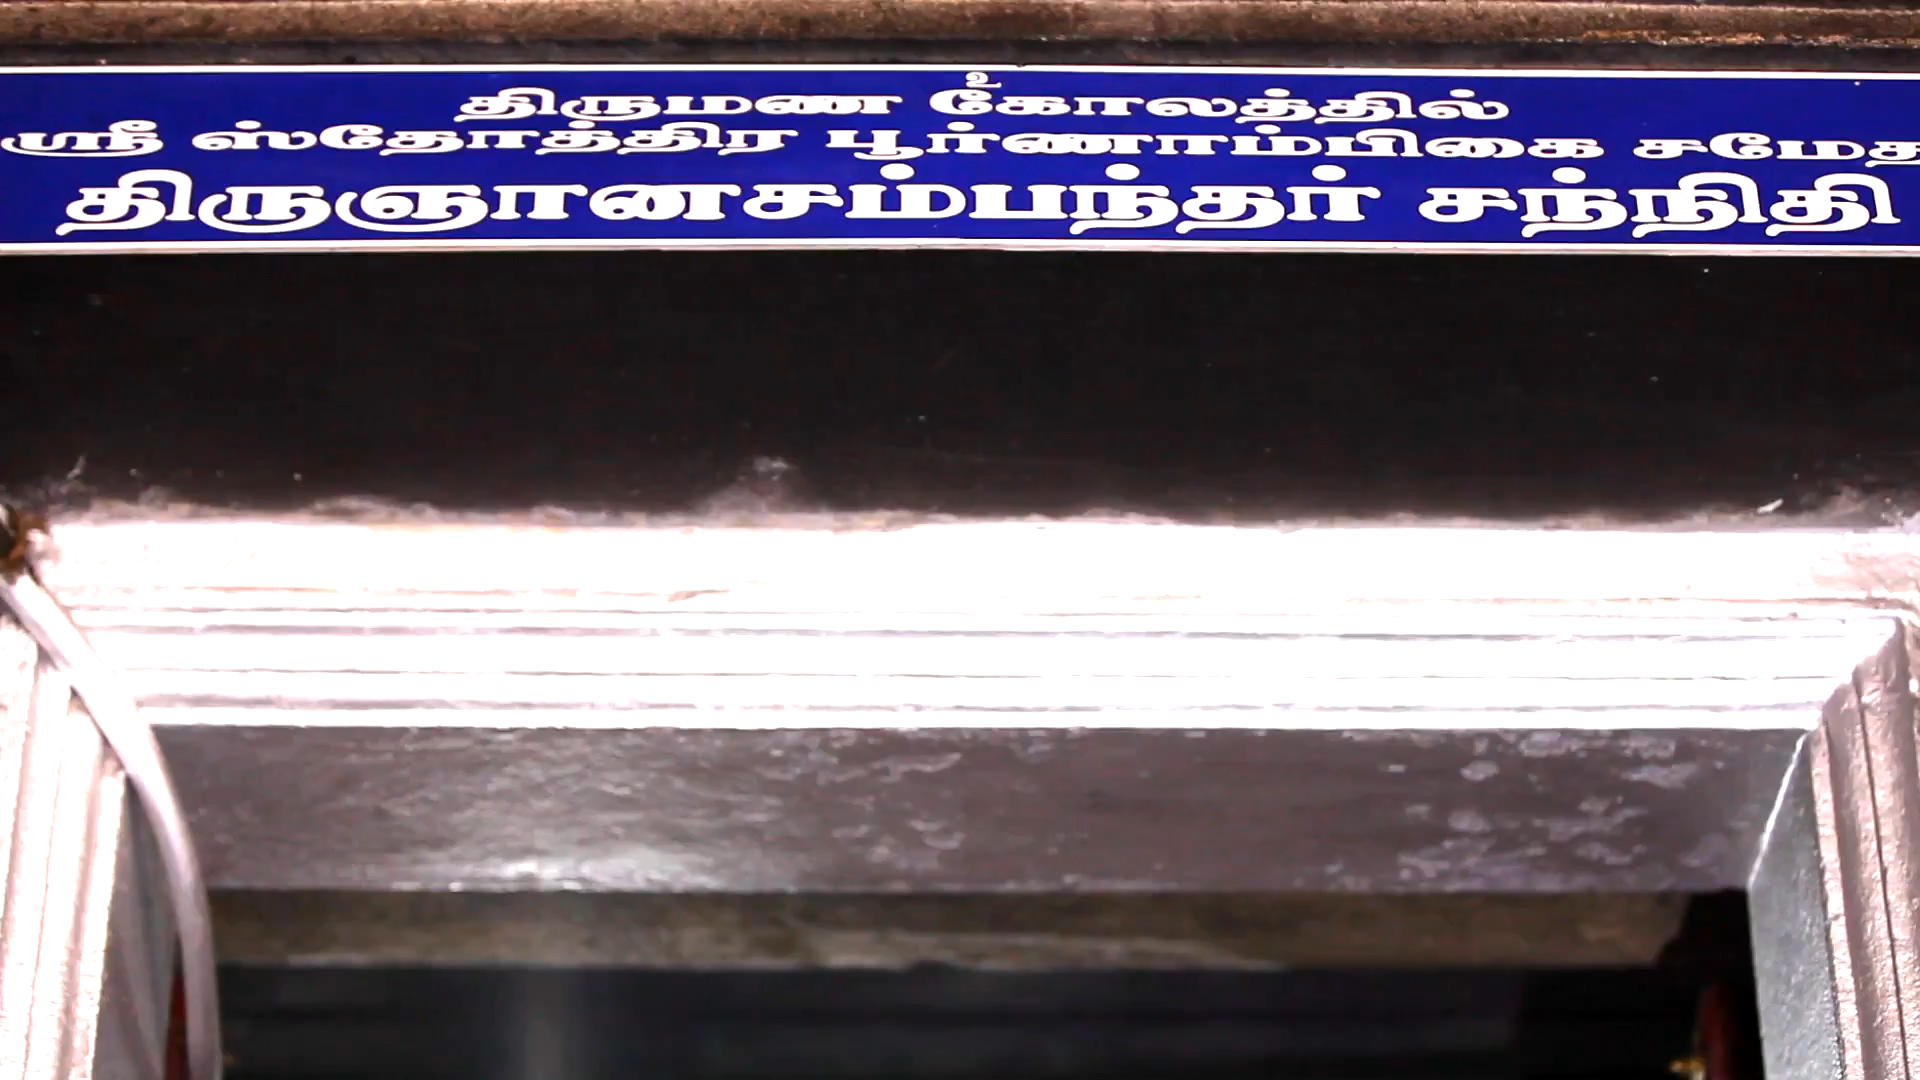 உ
திருமண கோலத்தில்
ஸ்ரீ ஸ்தோத்திர பூர்ணாம்பிகை சமேத
திருஞானசம்பந்தர் சந்நிதி